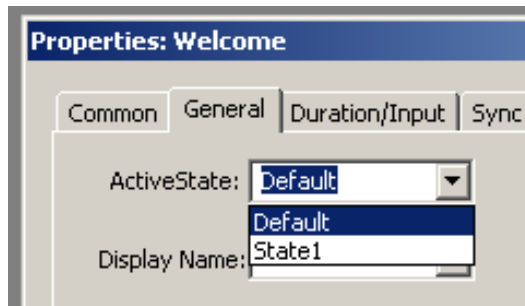 Properties: Welcome
Common General Duration/Input Sync
ActiveState: Default
Default
State1
Display Name: